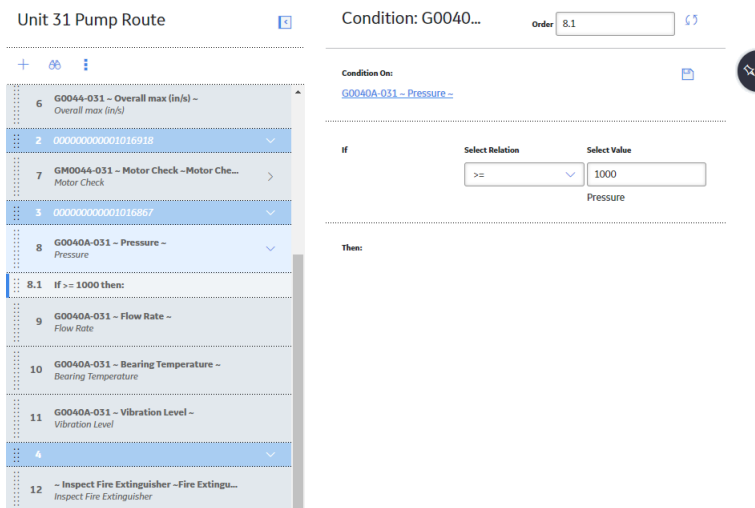 Unit 31 Pump Route
6 G0044-031 ~ Overall max (in/s) ~
Overall max (in/s)
2 000000000001016918
7 GM0044-031 ~ Motor Check ~Motor Che...
Motor Check
3 000000000001016867
8 G0040A-031 ~ Pressure ~
Pressure
8.1 If >= 1000 then:
9 G0040A-031 ~ Flow Rate ~
Flow Rate
10 G0040A-031 ~ Bearing Temperature ~
Bearing Temperature
11 G0040A-031 ~ Vibration Level ~
Vibration Level
4
12 ~ Inspect Fire Extinguisher ~Fire Extingu...
Inspect Fire Extinguisher
Condition: G0040...
Order 8.1
Condition On:
G0040A-031 ~ Pressure ~
If Select Relation Select Value
>= 1000
Pressure
Then: